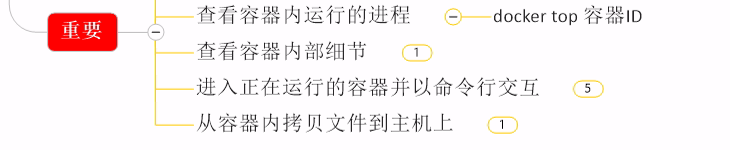 查看容器内运行的进程 docker top 容器ID
重要
查看容器内部细节 1
进入正在运行的容器并以命令行交互 5
从容器内拷贝文件到主机上 1